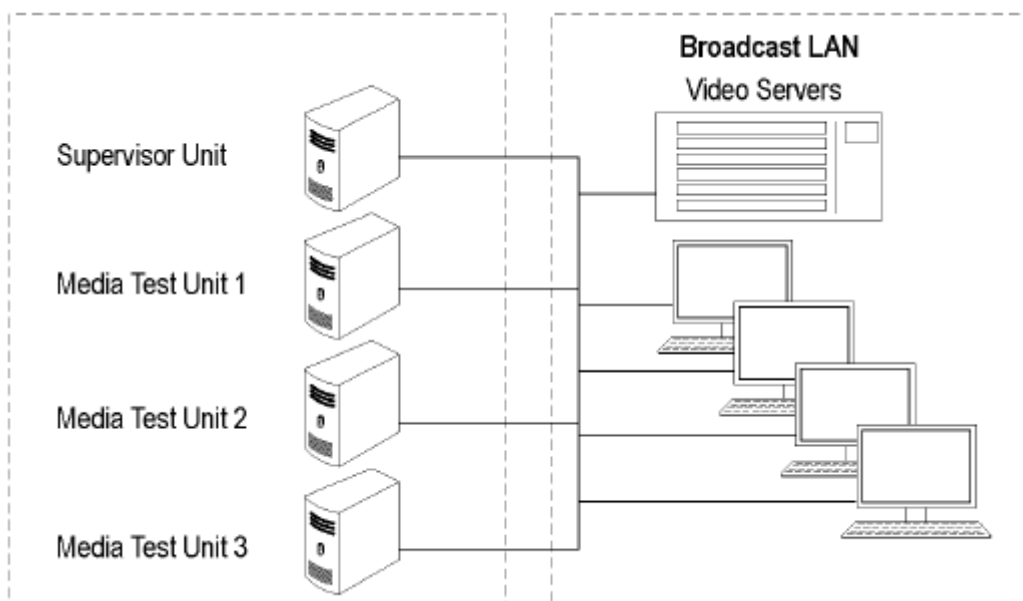 Broadcast LAN
Video Servers
Supervisor Unit
Media Test Unit 1
Media Test Unit 2
Media Test Unit 3